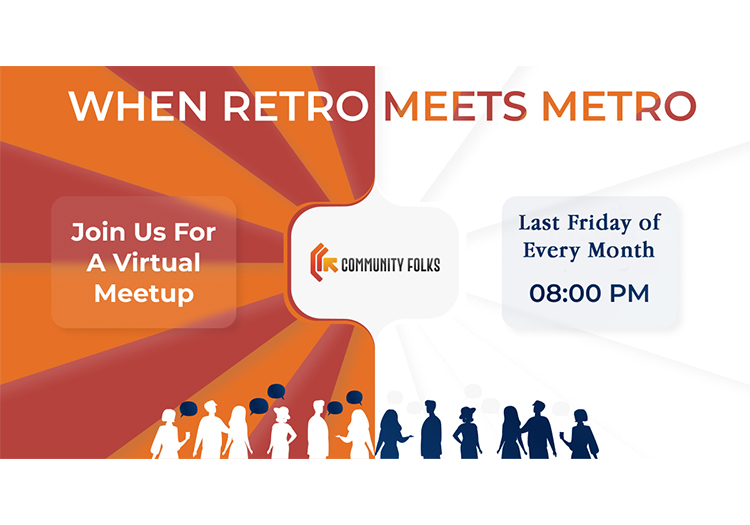 WHEN RETRO MEETS METRO
Join Us For
A Virtual
Meetup
COMMUNITY FOLKS
Last Friday of
Every Month
08:00 PM